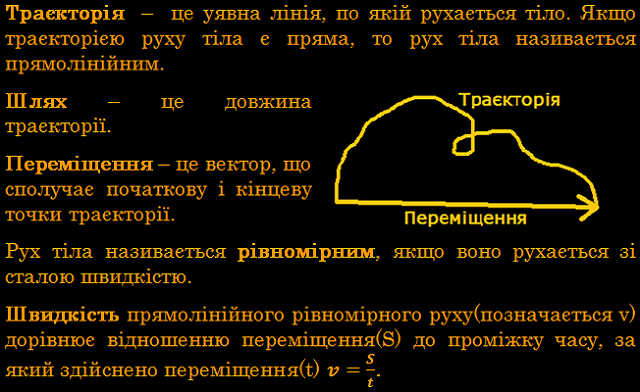 Траєкторія – це уявна лінія, по якій рухається тіло. Якщо
траєкторією руху тіла є пряма, то рух тіла називається
прямолінійним.
Шлях – це довжина
траєкторії.
Переміщення – це вектор, що
сполучає початкову і кінцеву
точки траєкторії.
Траєкторія
Переміщення
Рух тіла називається рівномірним, якщо воно рухається зі
сталою швидкістю.
Швидкість прямолінійного рівномірного руху(позначається v)
дорівнює відношенню переміщення(S) до проміжку часу, за
який здійснено переміщення(t) v = S/t.